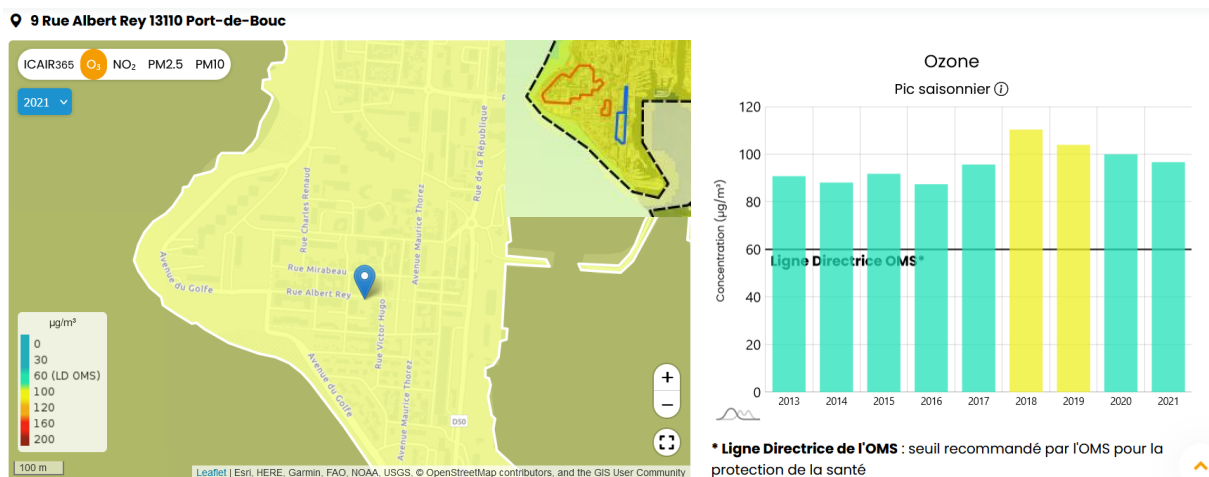 9 Rue Albert Rey 13110 Port-de-Bouc
ICAIR365 O₃ NO₂ PM2.5 PM10
2021
Rue de la République
Rue Charles Renaud
Avenue Maurice Thorez
Rue Mirabeau
Avenue du Golfe
Rue Albert Rey
Rue Victor Hugo
Avenue du Golfe
Avenue Maurice Thorez
D50
µg/m³
0
30
60 (LD OMS)
100
120
160
200
+
−
100 m
Leaflet | Esri, HERE, Garmin, FAO, NOAA, USGS, © OpenStreetMap contributors, and the GIS User Community
Ozone
Pic saisonnier
Concentration (µg/m³)
120
100
80
60
40
20
0
Ligne Directrice OMS*
2013 2014 2015 2016 2017 2018 2019 2020 2021
* Ligne Directrice de l'OMS : seuil recommandé par l'OMS pour la
protection de la santé